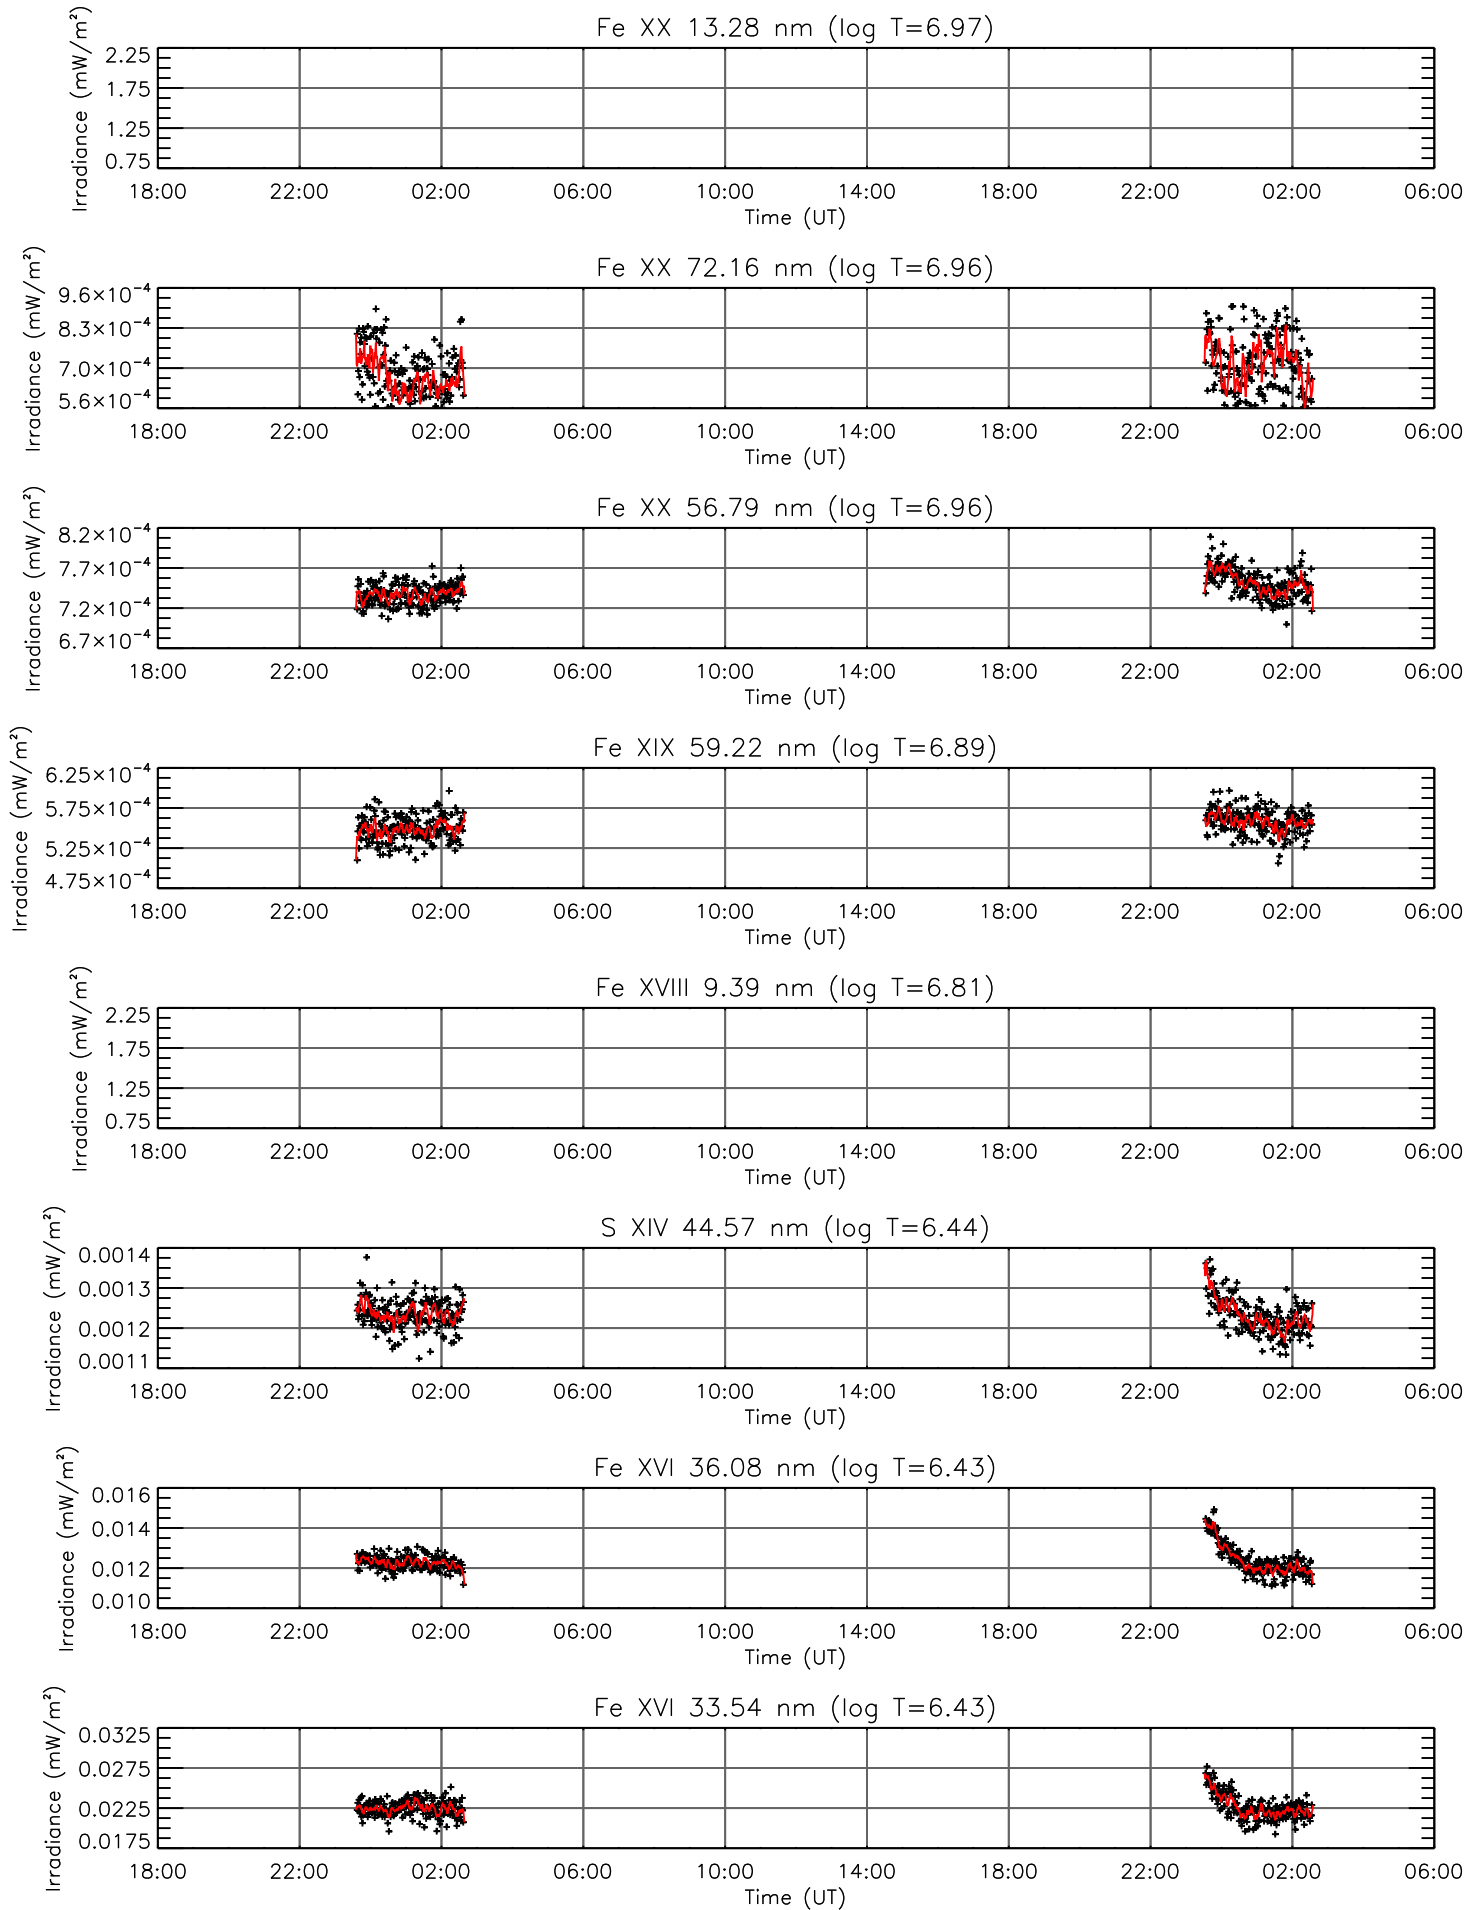 Fe XX 13.28 nm (log T=6.97)
Irradiance (mW/m²)
2.25
1.75
1.25
0.75
18:00 22:00 02:00 06:00 10:00 14:00 18:00 22:00 02:00 06:00
Time (UT)
Fe XX 72.16 nm (log T=6.96)
Irradiance (mW/m²)
9.6×10⁻⁴
8.3×10⁻⁴
7.0×10⁻⁴
5.6×10⁻⁴
18:00 22:00 02:00 06:00 10:00 14:00 18:00 22:00 02:00 06:00
Time (UT)
Fe XX 56.79 nm (log T=6.96)
Irradiance (mW/m²)
8.2×10⁻⁴
7.7×10⁻⁴
7.2×10⁻⁴
6.7×10⁻⁴
18:00 22:00 02:00 06:00 10:00 14:00 18:00 22:00 02:00 06:00
Time (UT)
Fe XIX 59.22 nm (log T=6.89)
Irradiance (mW/m²)
6.25×10⁻⁴
5.75×10⁻⁴
5.25×10⁻⁴
4.75×10⁻⁴
18:00 22:00 02:00 06:00 10:00 14:00 18:00 22:00 02:00 06:00
Time (UT)
Fe XVIII 9.39 nm (log T=6.81)
Irradiance (mW/m²)
2.25
1.75
1.25
0.75
18:00 22:00 02:00 06:00 10:00 14:00 18:00 22:00 02:00 06:00
Time (UT)
S XIV 44.57 nm (log T=6.44)
Irradiance (mW/m²)
0.0014
0.0013
0.0012
0.0011
18:00 22:00 02:00 06:00 10:00 14:00 18:00 22:00 02:00 06:00
Time (UT)
Fe XVI 36.08 nm (log T=6.43)
Irradiance (mW/m²)
0.016
0.014
0.012
0.010
18:00 22:00 02:00 06:00 10:00 14:00 18:00 22:00 02:00 06:00
Time (UT)
Fe XVI 33.54 nm (log T=6.43)
Irradiance (mW/m²)
0.0325
0.0275
0.0225
0.0175
18:00 22:00 02:00 06:00 10:00 14:00 18:00 22:00 02:00 06:00
Time (UT)